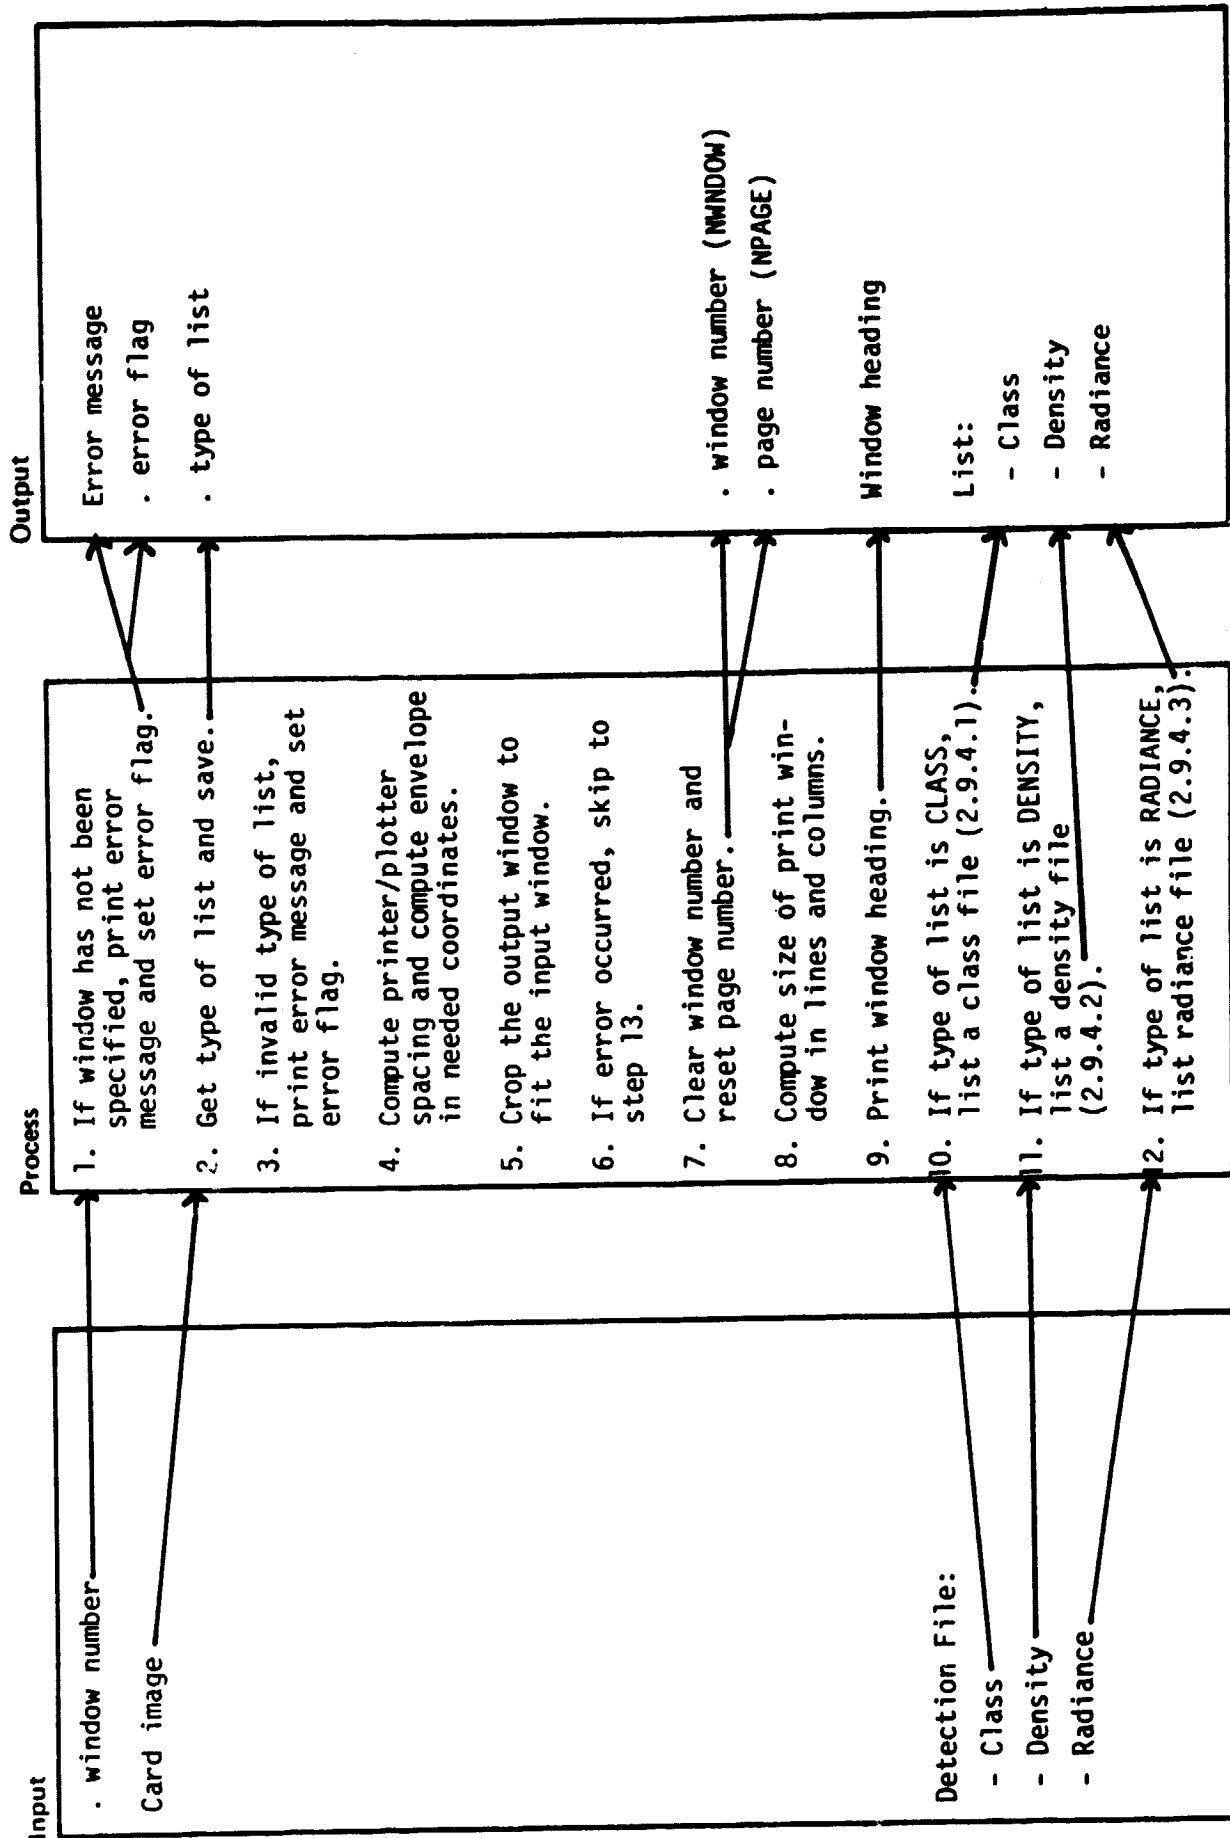 Input
. window number
Card image
Detection File:
- Class
- Density
- Radiance
Process
1. If window has not been
specified, print error
message and set error flag.
2. Get type of list and save.
3. If invalid type of list,
print error message and set
error flag.
4. Compute printer/plotter
spacing and compute envelope
in needed coordinates.
5. Crop the output window to
fit the input window.
6. If error occurred, skip to
step 13.
7. Clear window number and
reset page number.
8. Compute size of print win-
dow in lines and columns.
9. Print window heading.
10. If type of list is CLASS,
list a class file (2.9.4.1).
11. If type of list is DENSITY,
list a density file
(2.9.4.2).
12. If type of list is RADIANCE,
list radiance file (2.9.4.3).
Output
Error message
. error flag
. type of list
. window number (NWNDOW)
. page number (NPAGE)
Window heading
List:
- Class
- Density
- Radiance